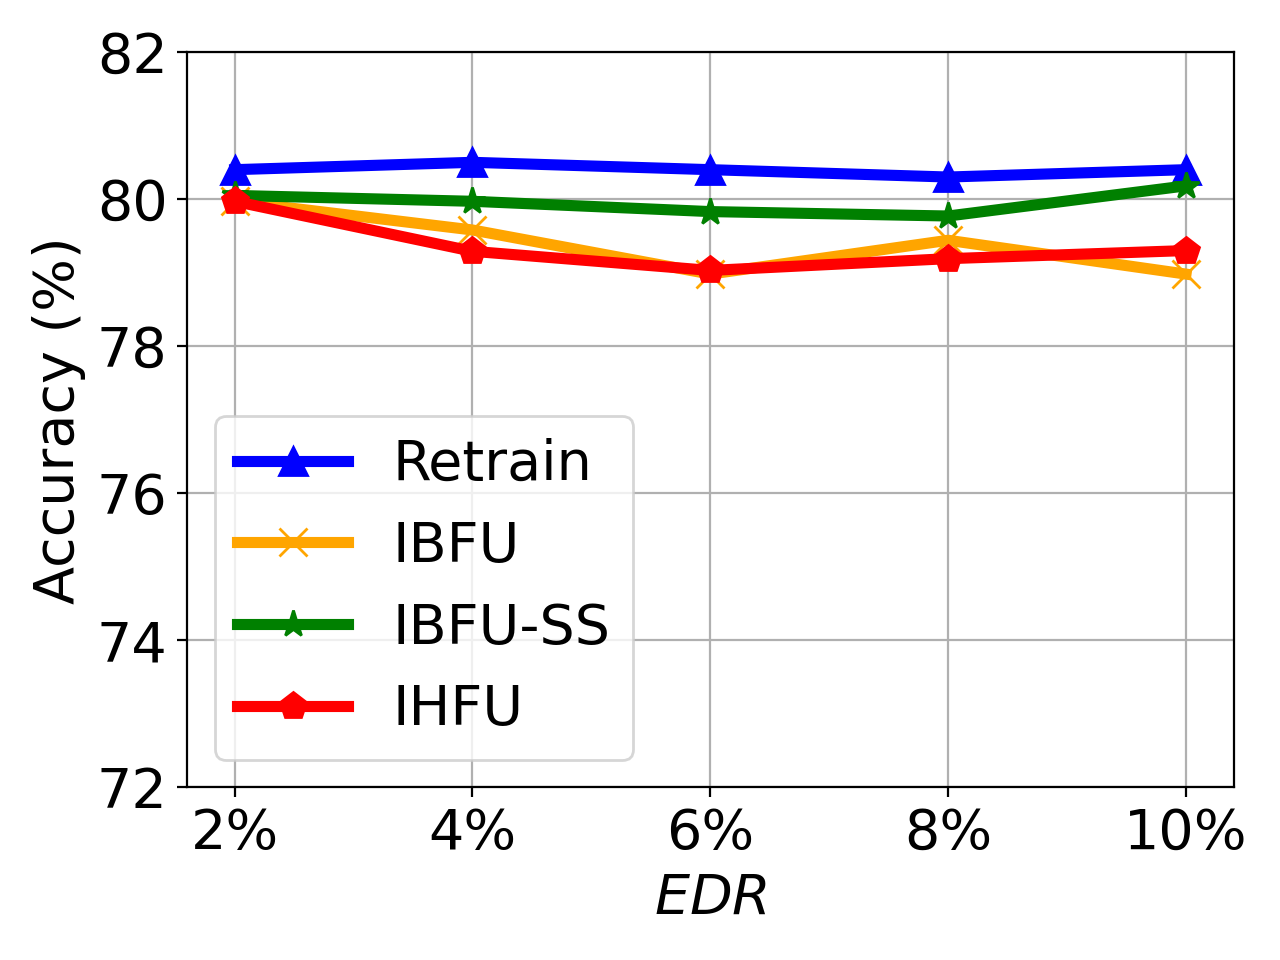 82
80
78
76
74
72
Accuracy (%)
Retrain
IBFU
IBFU-SS
IHFU
2% 4% 6% 8% 10%
EDR